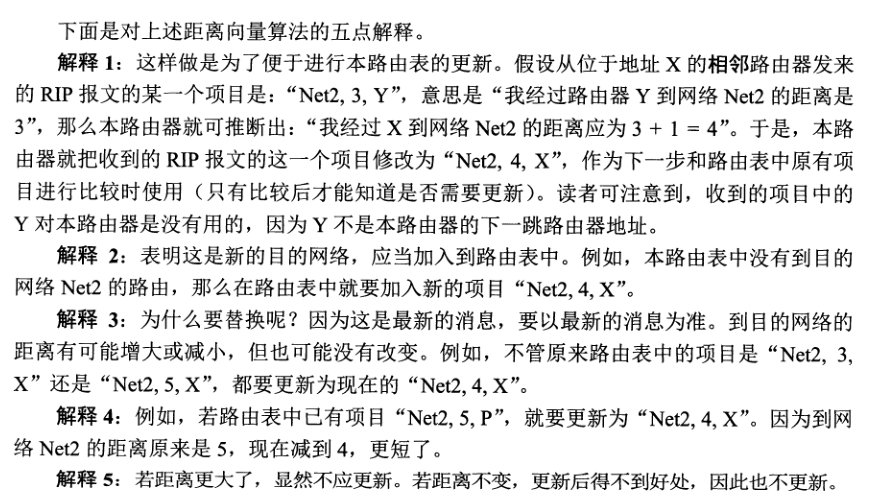 下面是对上述距离向量算法的五点解释。
解释 1：这样做是为了便于进行本路由表的更新。假设从位于地址 X 的相邻路由器发来
的 RIP 报文的某一个项目是：“Net2, 3, Y”，意思是“我经过路由器 Y 到网络 Net2 的距离是
3”，那么本路由器就可推断出：“我经过 X 到网络 Net2 的距离应为 3 + 1 = 4”。于是，本路
由器就把收到的 RIP 报文的这一个项目修改为“Net2, 4, X”，作为下一步和路由表中原有项
目进行比较时使用（只有比较后才能知道是否需要更新）。读者可注意到，收到的项目中的
Y 对本路由器是没有用的，因为 Y 不是本路由器的下一跳路由器地址。
解释 2：表明这是新的目的网络，应当加入到路由表中。例如，本路由表中没有到目的
网络 Net2 的路由，那么在路由表中就要加入新的项目“Net2, 4, X”。
解释 3：为什么要替换呢？因为这是最新的消息，要以最新的消息为准。到目的网络的
距离有可能增大或减小，但也可能没有改变。例如，不管原来路由表中的项目是“Net2, 3,
X”还是“Net2, 5, X”，都要更新为现在的“Net2, 4, X”。
解释 4：例如，若路由表中已有项目“Net2, 5, P”，就要更新为“Net2, 4, X”。因为到网
络 Net2 的距离原来是 5，现在减到 4，更短了。
解释 5：若距离更大了，显然不应更新。若距离不变，更新后得不到好处，因此也不更新。